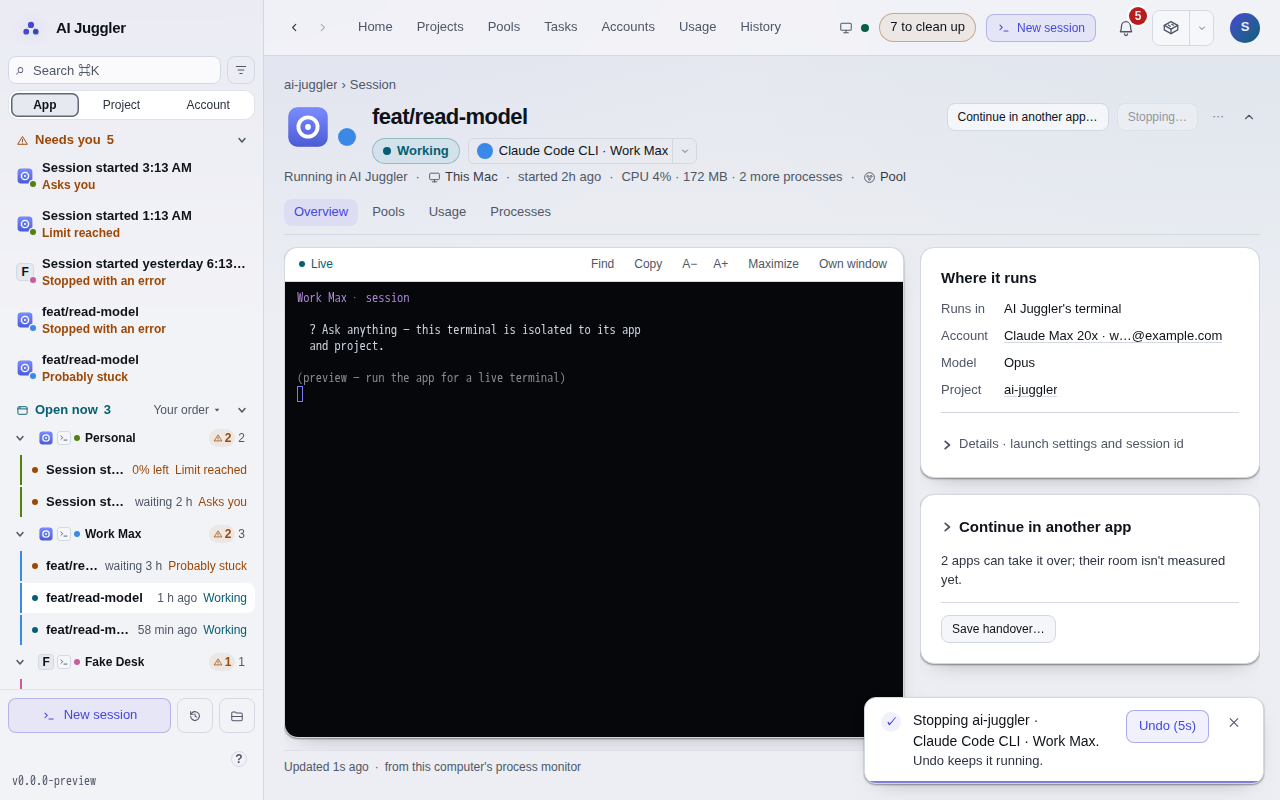 AI Juggler
Search ⌘K
App Project Account
Needs you 5
Session started 3:13 AM
Asks you
Session started 1:13 AM
Limit reached
F
Session started yesterday 6:13…
Stopped with an error
feat/read-model
Stopped with an error
feat/read-model
Probably stuck
Open now 3 Your order
Personal 2 2
Session st… 0% left Limit reached
Session st… waiting 2 h Asks you
Work Max 2 3
feat/re… waiting 3 h Probably stuck
feat/read-model 1 h ago Working
feat/read-m… 58 min ago Working
F Fake Desk 1 1
New session
?
v0.0.0-preview
Home Projects Pools Tasks Accounts Usage History
7 to clean up
New session
5
S
ai-juggler › Session
feat/read-model
Continue in another app… Stopping… ···
Working
Claude Code CLI · Work Max
Running in AI Juggler · This Mac · started 2h ago · CPU 4% · 172 MB · 2 more processes · Pool
Overview Pools Usage Processes
Live Find Copy A− A+ Maximize Own window
Work Max · session
? Ask anything — this terminal is isolated to its app
and project.
(preview — run the app for a live terminal)
Updated 1s ago · from this computer's process monitor
Where it runs
Runs in AI Juggler's terminal
Account Claude Max 20x · w…@example.com
Model Opus
Project ai-juggler
Details · launch settings and session id
Continue in another app
2 apps can take it over; their room isn't measured
yet.
Save handover…
Stopping ai-juggler ·
Claude Code CLI · Work Max.
Undo keeps it running.
Undo (5s)